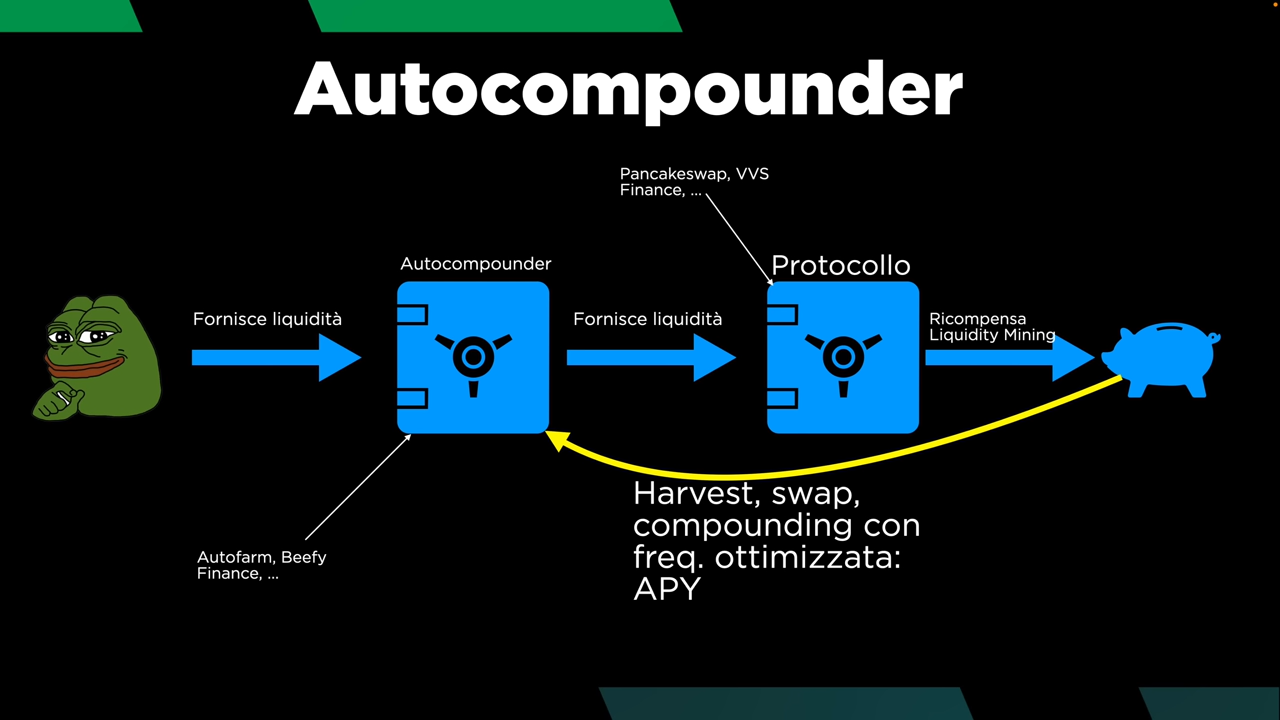 Autocompounder
Pancakeswap, VVS
Finance, ...
Autocompounder
Protocollo
Fornisce liquidità
Fornisce liquidità
Ricompensa
Liquidity Mining
Harvest, swap,
compounding con
freq. ottimizzata:
APY
Autofarm, Beefy
Finance, ...